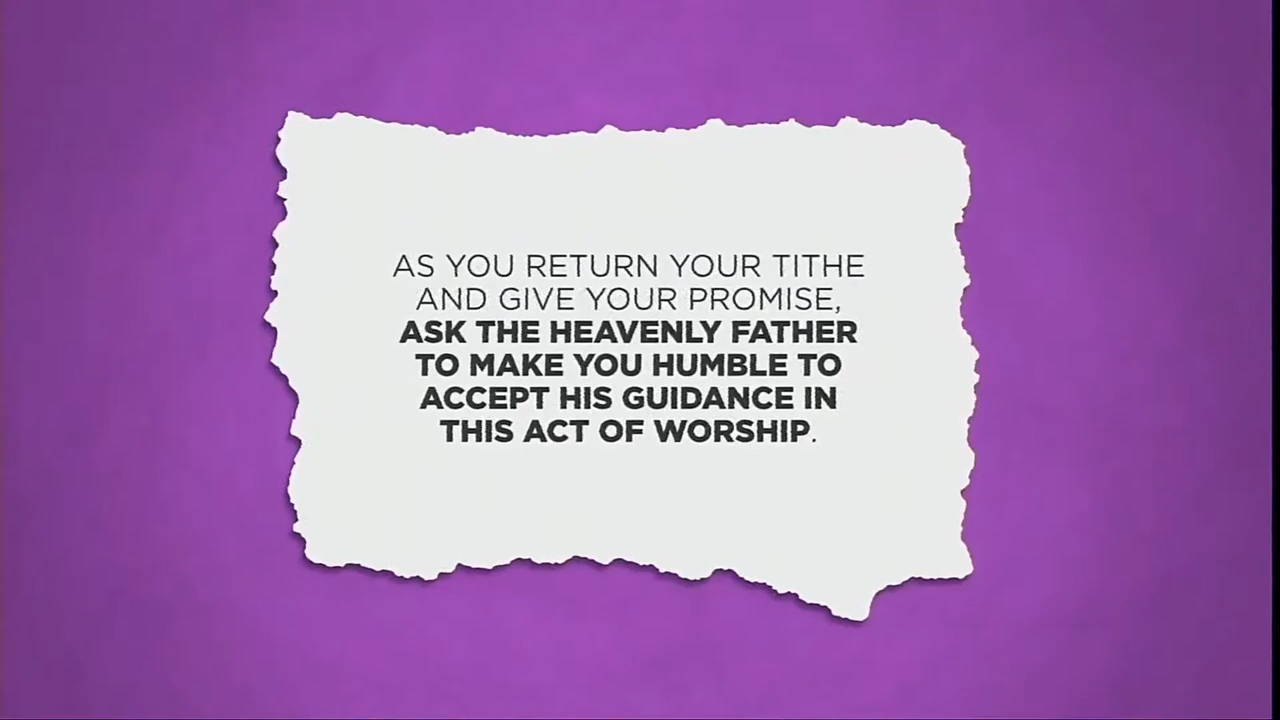 AS YOU RETURN YOUR TITHE
AND GIVE YOUR PROMISE,
ASK THE HEAVENLY FATHER
TO MAKE YOU HUMBLE TO
ACCEPT HIS GUIDANCE IN
THIS ACT OF WORSHIP.